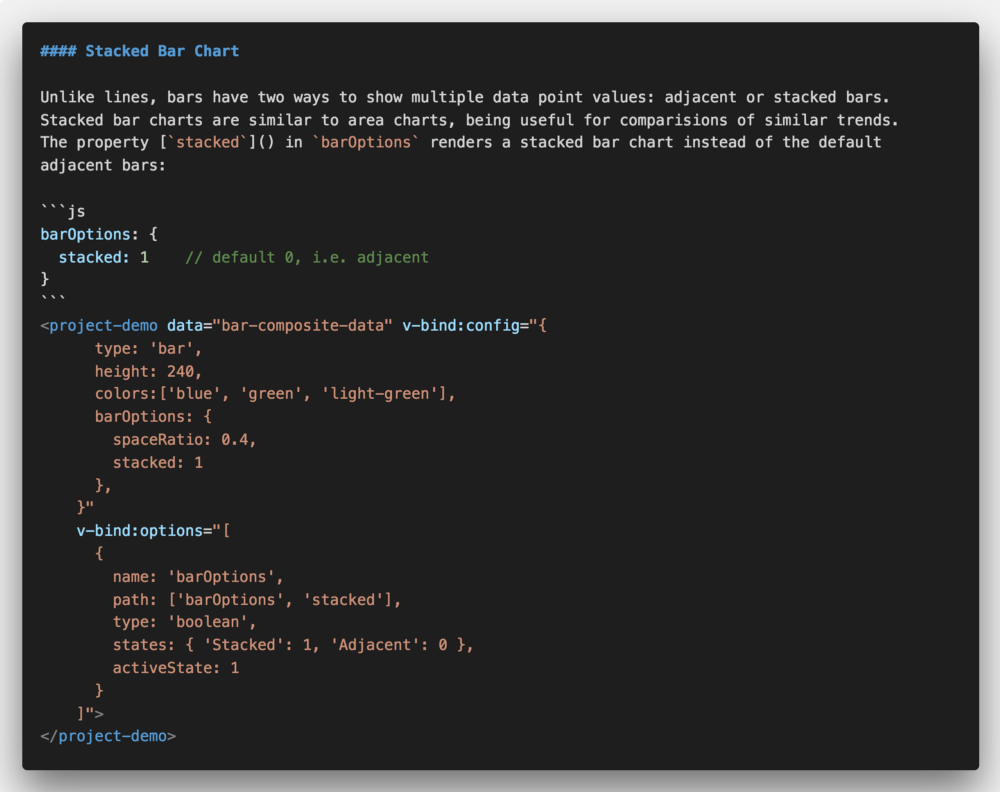 #### Stacked Bar Chart

Unlike lines, bars have two ways to show multiple data point values: adjacent or stacked bars.
Stacked bar charts are similar to area charts, being useful for comparisions of similar trends.
The property [`stacked`]() in `barOptions` renders a stacked bar chart instead of the default
adjacent bars:

```js
barOptions: {
  stacked: 1    // default 0, i.e. adjacent
}
```
<project-demo data="bar-composite-data" v-bind:config="{
      type: 'bar',
      height: 240,
      colors:['blue', 'green', 'light-green'],
      barOptions: {
        spaceRatio: 0.4,
        stacked: 1
      },
    }"
    v-bind:options="[
      {
        name: 'barOptions',
        path: ['barOptions', 'stacked'],
        type: 'boolean',
        states: { 'Stacked': 1, 'Adjacent': 0 },
        activeState: 1
      }
    ]">
</project-demo>